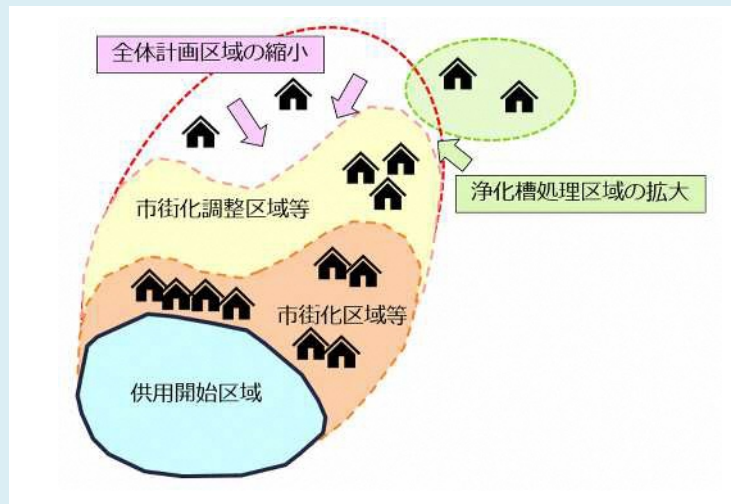 全体計画区域の縮小
浄化槽処理区域の拡大
市街化調整区域等
市街化区域等
供用開始区域